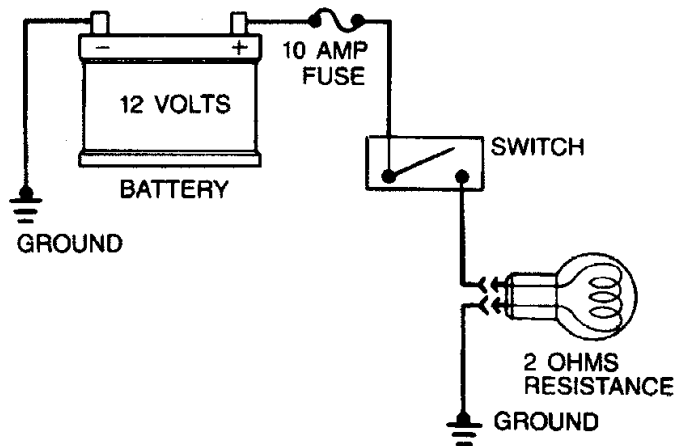 − +
10 AMP
FUSE
12 VOLTS
SWITCH
BATTERY
GROUND
2 OHMS
RESISTANCE
GROUND